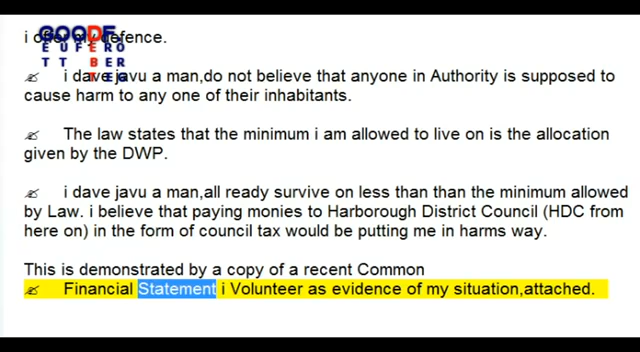 i offer my defence.
i dave javu a man,do not believe that anyone in Authority is supposed to
cause harm to any one of their inhabitants.
The law states that the minimum i am allowed to live on is the allocation
given by the DWP.
i dave javu a man,all ready survive on less than than the minimum allowed
by Law. i believe that paying monies to Harborough District Council (HDC from
here on) in the form of council tax would be putting me in harms way.
This is demonstrated by a copy of a recent Common
Financial Statement i Volunteer as evidence of my situation,attached.